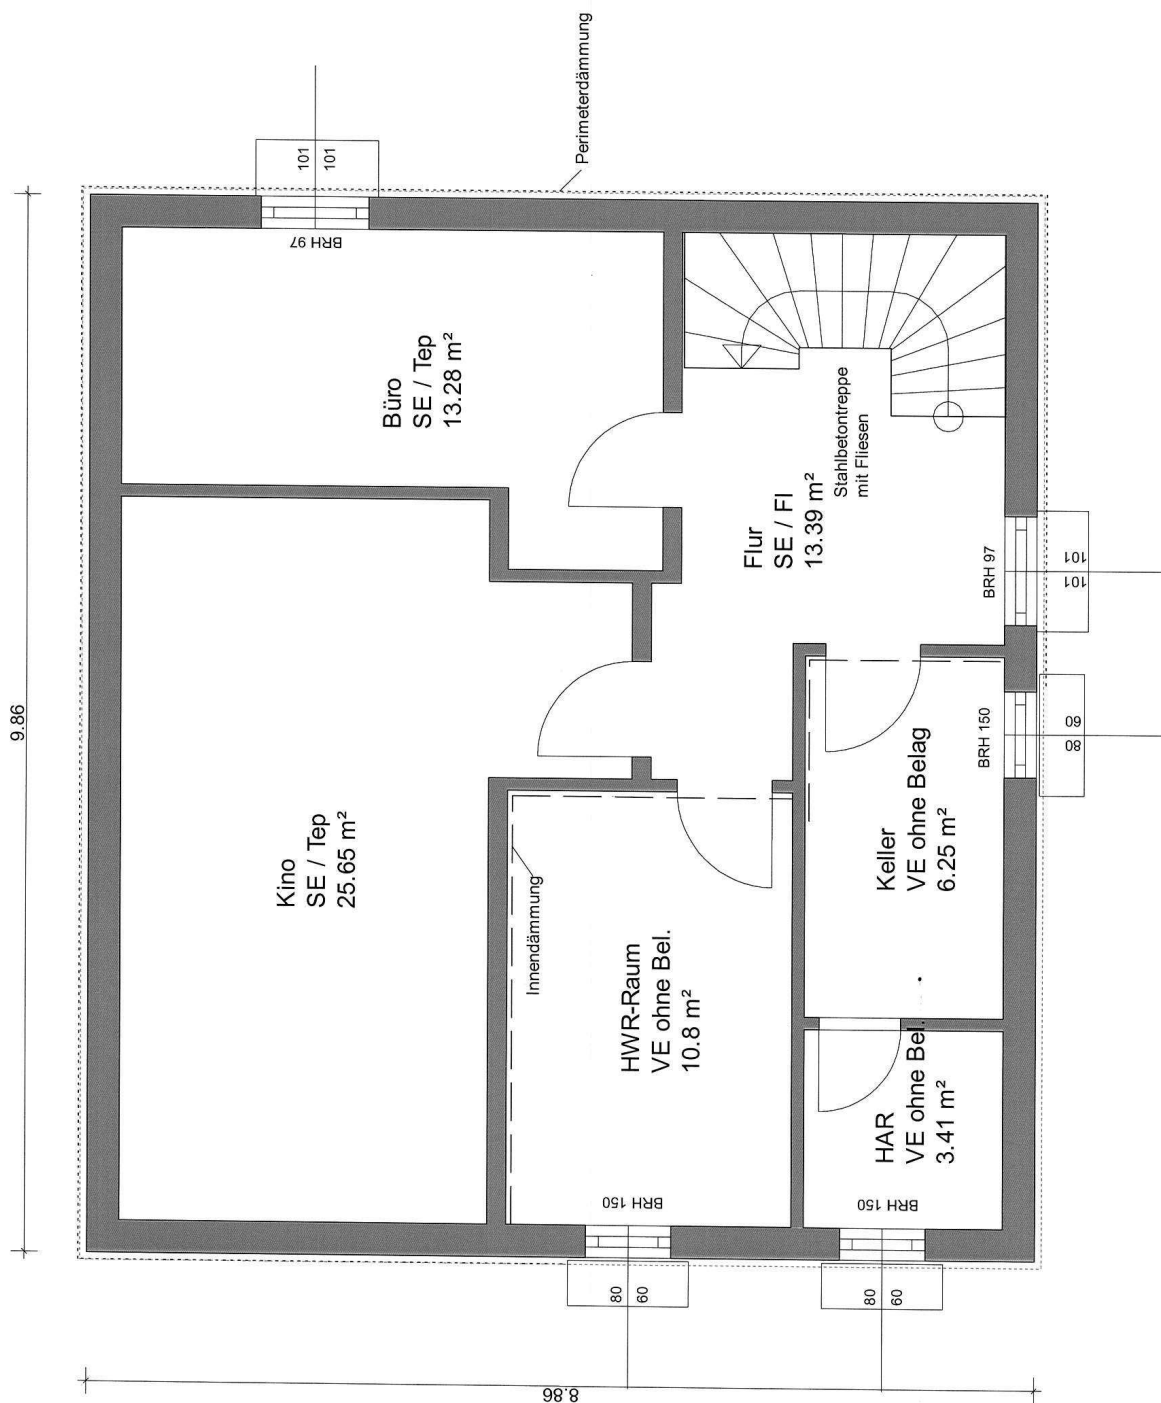 Perimeterdämmung
101
101
BRH 97
9.86
Büro
SE / Tep
13.28 m²
Stahlbetontreppe
mit Fliesen
Flur
SE / Fl
13.39 m²
BRH 97
101
101
Kino
SE / Tep
25.65 m²
Innendämmung
HWR-Raum
VE ohne Bel.
10.8 m²
Keller
VE ohne Belag
6.25 m²
BRH 150
60
80
HAR
VE ohne Bel.
3.41 m²
BRH 150
80
60
BRH 150
80
60
8.86